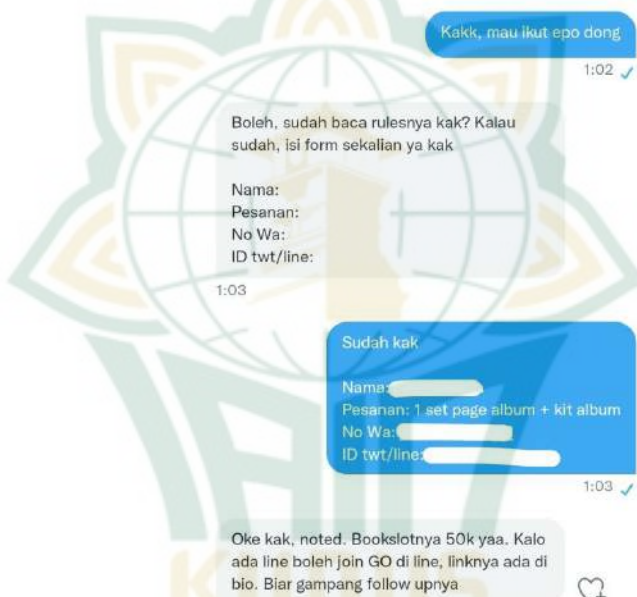 Kakk, mau ikut epo dong
1:02
Boleh, sudah baca rulesnya kak? Kalau
sudah, isi form sekalian ya kak
Nama:
Pesanan:
No Wa:
ID twt/line:
1:03
Sudah kak
Nama:
Pesanan: 1 set page album + kit album
No Wa:
ID twt/line:
1:03
Oke kak, noted. Bookslotnya 50k yaa. Kalo
ada line boleh join GO di line, linknya ada di
bio. Biar gampang follow upnya